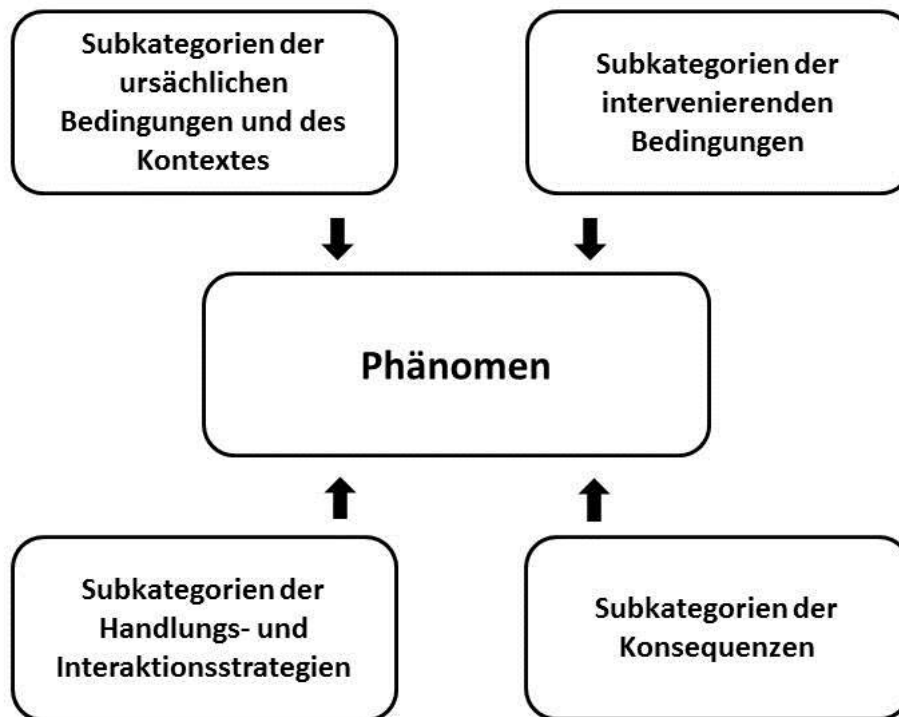 Subkategorien der
ursächlichen
Bedingungen und des
Kontextes
Subkategorien der
intervenierenden
Bedingungen
Phänomen
Subkategorien der
Handlungs- und
Interaktionsstrategien
Subkategorien der
Konsequenzen